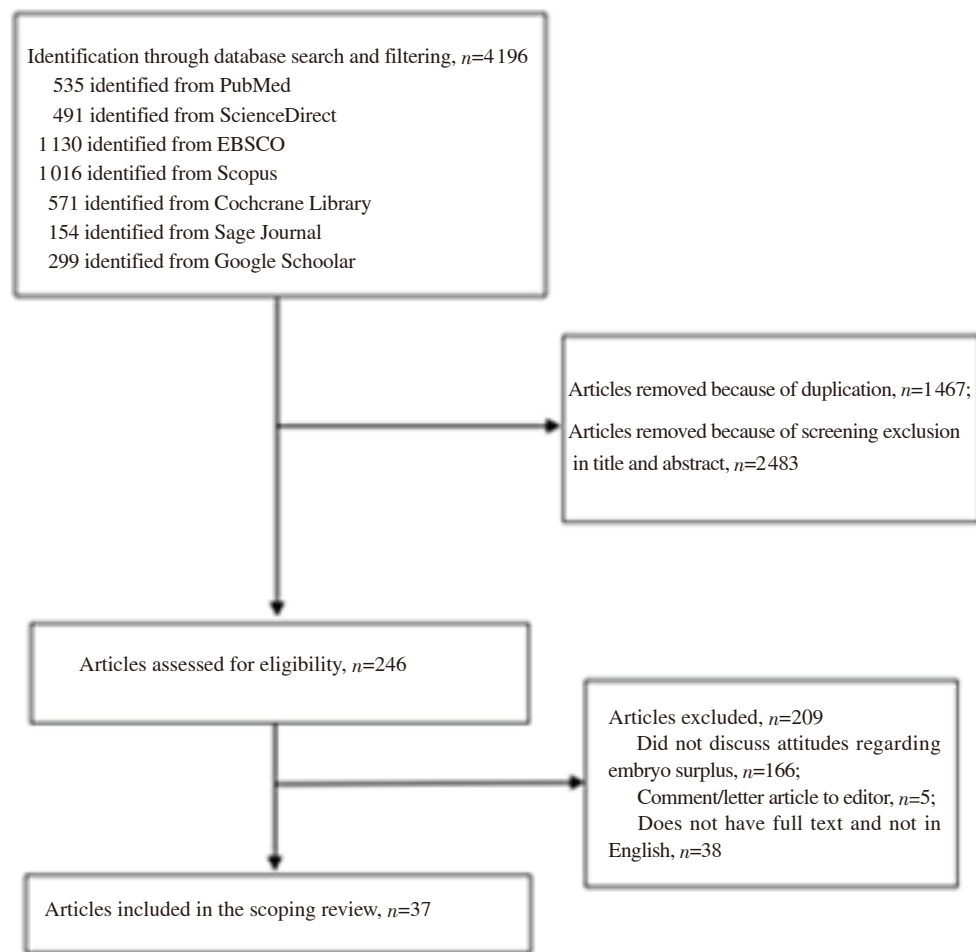 Identification through database search and filtering, n=4 196
535 identified from PubMed
491 identified from ScienceDirect
1 130 identified from EBSCO
1 016 identified from Scopus
571 identified from Cochcrane Library
154 identified from Sage Journal
299 identified from Google Schoolar
Articles removed because of duplication, n=1 467;
Articles removed because of screening exclusion
in title and abstract, n=2 483
Articles assessed for eligibility, n=246
Articles excluded, n=209
Did not discuss attitudes regarding
embryo surplus, n=166;
Comment/letter article to editor, n=5;
Does not have full text and not in
English, n=38
Articles included in the scoping review, n=37